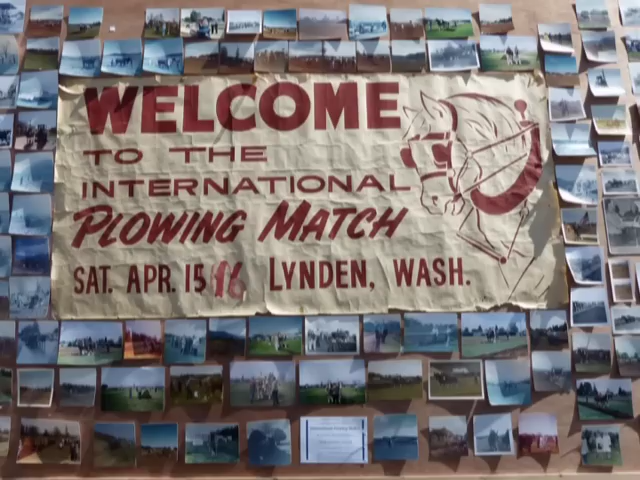 WELCOME
TO THE
INTERNATIONAL
PLOWING MATCH
SAT. APR. 15 16 LYNDEN, WASH.